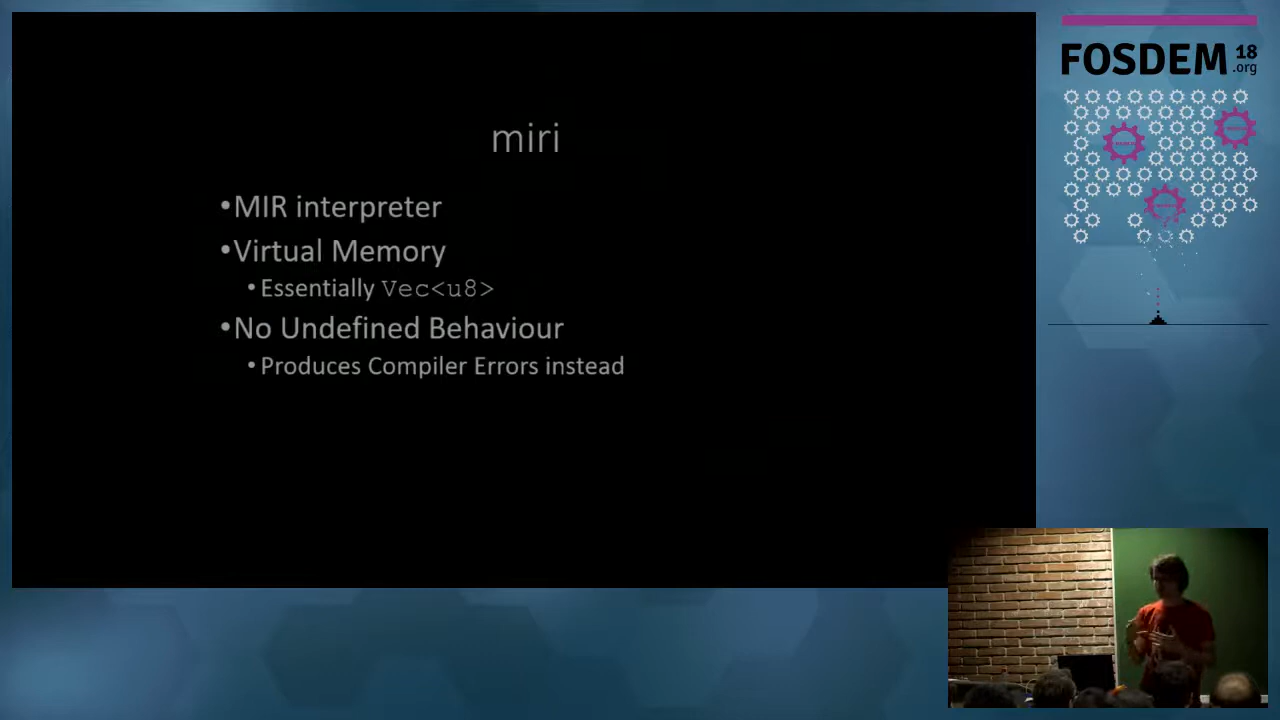 miri
•MIR interpreter
•Virtual Memory
•Essentially Vec<u8>
•No Undefined Behaviour
•Produces Compiler Errors instead
FOSDEM 18
.org